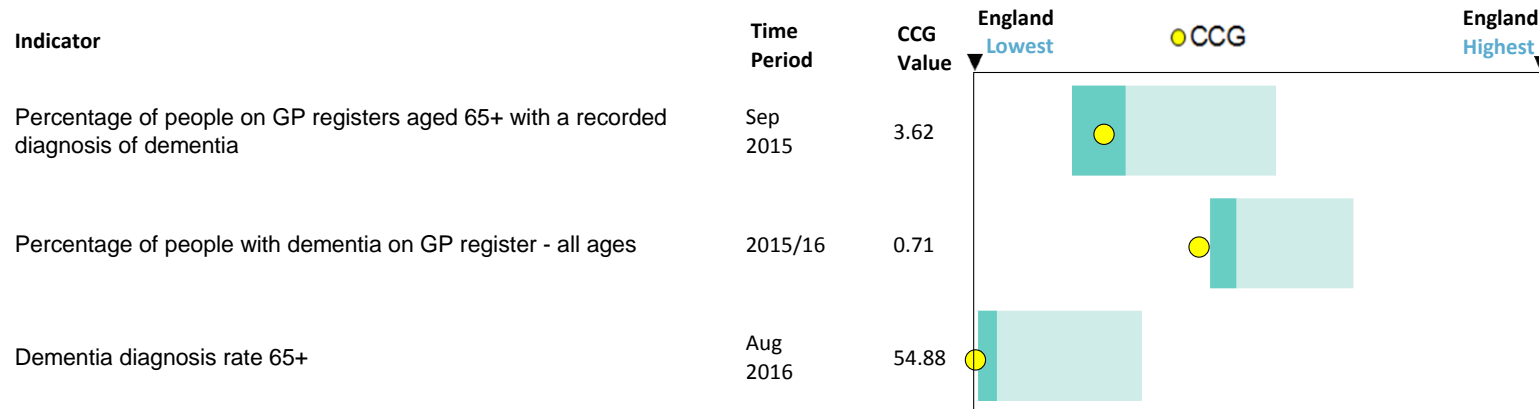 Indicator
Time
Period
CCG
Value
England
Lowest
CCG
England
Highest
Percentage of people on GP registers aged 65+ with a recorded
diagnosis of dementia
Sep
2015
3.62
Percentage of people with dementia on GP register - all ages
2015/16
0.71
Dementia diagnosis rate 65+
Aug
2016
54.88